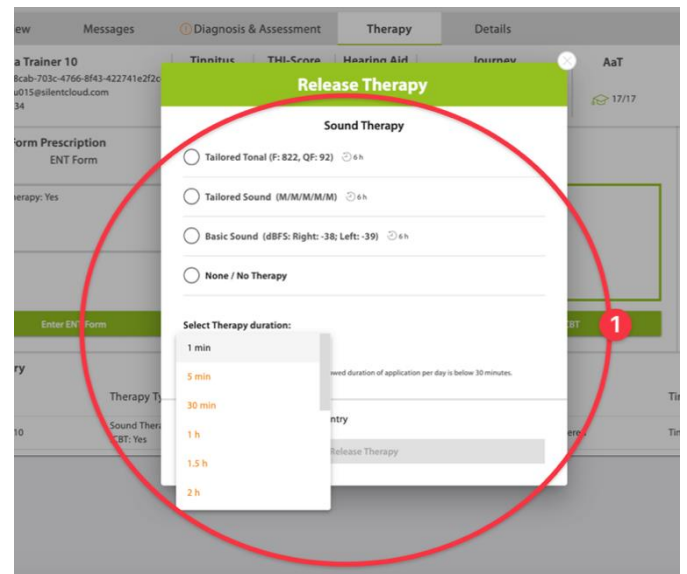 ew Messages Diagnosis & Assessment Therapy Details
a Trainer 10 Tinnitus THI-Score Hearing Aid Journey AaT
8cab-703c-4766-8f43-422741e2f2c
u015@silentcloud.com
34
17/17
Release Therapy
Form Prescription
ENT Form
herapy: Yes
Sound Therapy
Tailored Tonal (F: 822, QF: 92) 6 h
Tailored Sound (M/M/M/M/M) 6 h
Basic Sound (dBFS: Right: -38; Left: -39) 6 h
None / No Therapy
Enter ENT Form
CBT
1
Select Therapy duration:
1 min
5 min
30 min
1 h
1.5 h
2 h
wed duration of application per day is below 30 minutes.
ntry
Release Therapy
ry
Therapy Ty
Tin
10
Sound Thera
CBT: Yes
ered
Tin